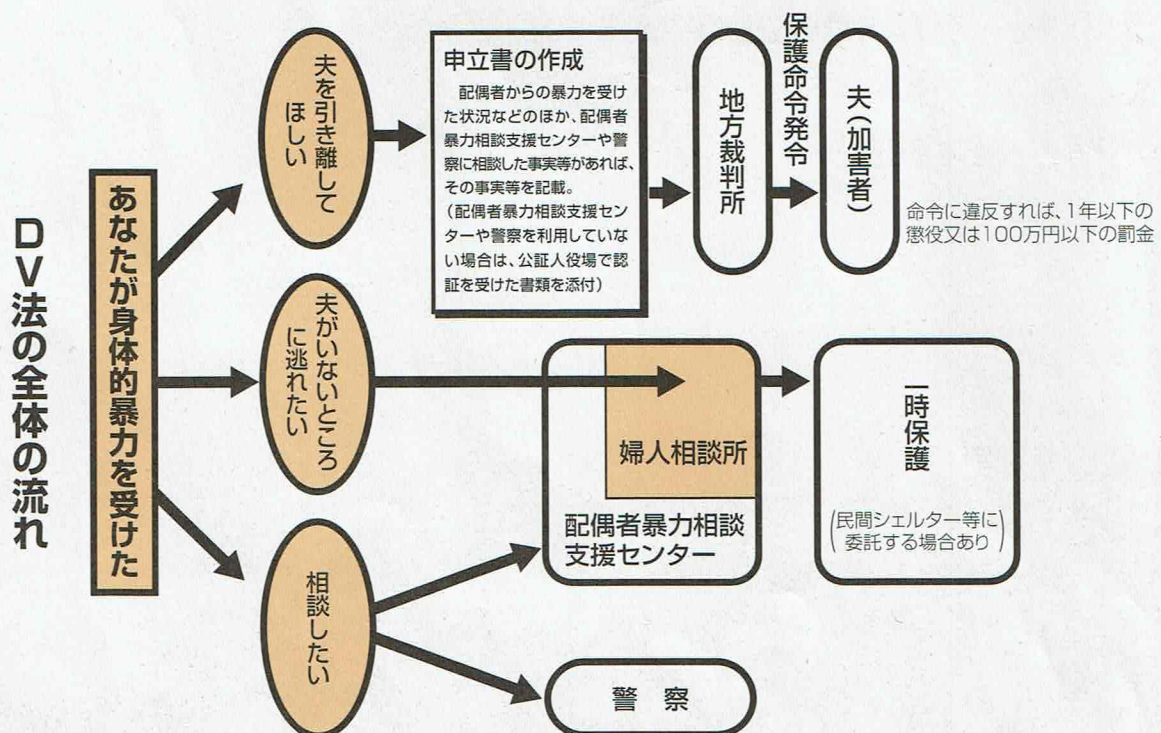 DV法の全体の流れ
あなたが身体的暴力を受けた
夫を引き離して
ほしい
申立書の作成
配偶者からの暴力を受け
た状況などのほか、配偶者
暴力相談支援センターや警
察に相談した事実等があれば、
その事実等を記載。
(配偶者暴力相談支援セン
ターや警察を利用していな
い場合は、公証人役場で認
証を受けた書類を添付)
地方裁判所
保護命令発令
夫(加害者)
命令に違反すれば、1年以下の
懲役又は100万円以下の罰金
夫がいないところ
に逃れたい
婦人相談所
配偶者暴力相談
支援センター
一時保護
(民間シェルター等に
委託する場合あり)
相談したい
警察